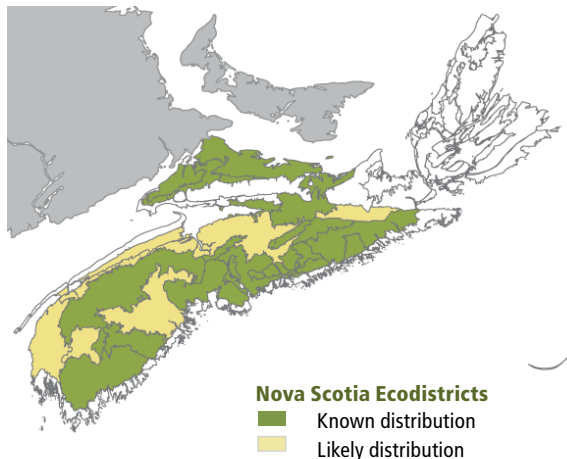 Nova Scotia Ecodistricts
Known distribution
Likely distribution